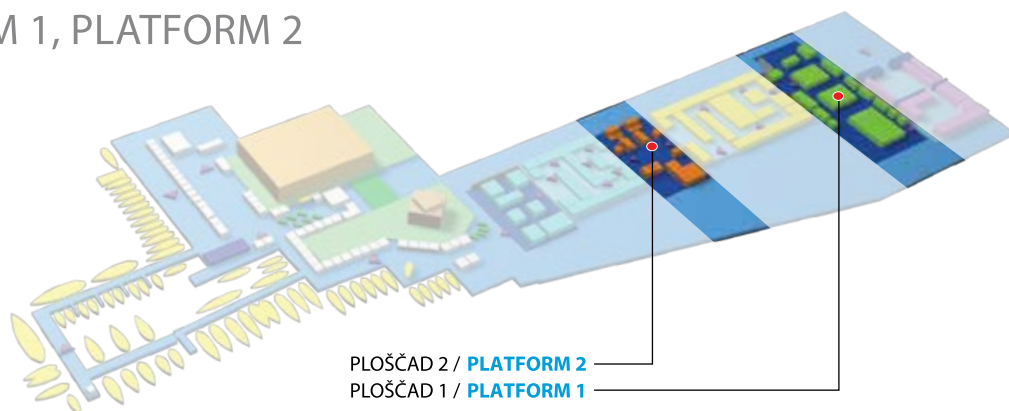 M 1, PLATFORM 2
PLOŠČAD 2 / PLATFORM 2
PLOŠČAD 1 / PLATFORM 1